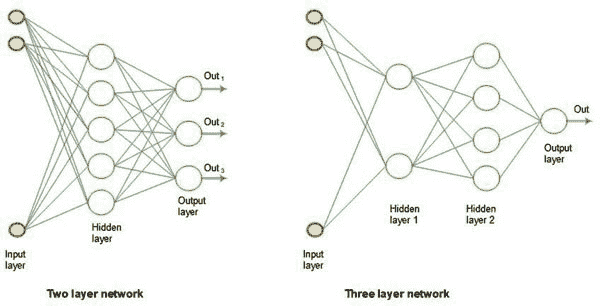 Out 1
Out 2
Out 3
Output
layer
Hidden
layer
Input
layer
Two layer network
Out
Output
layer
Hidden
layer 1
Hidden
layer 2
Input
layer
Three layer network